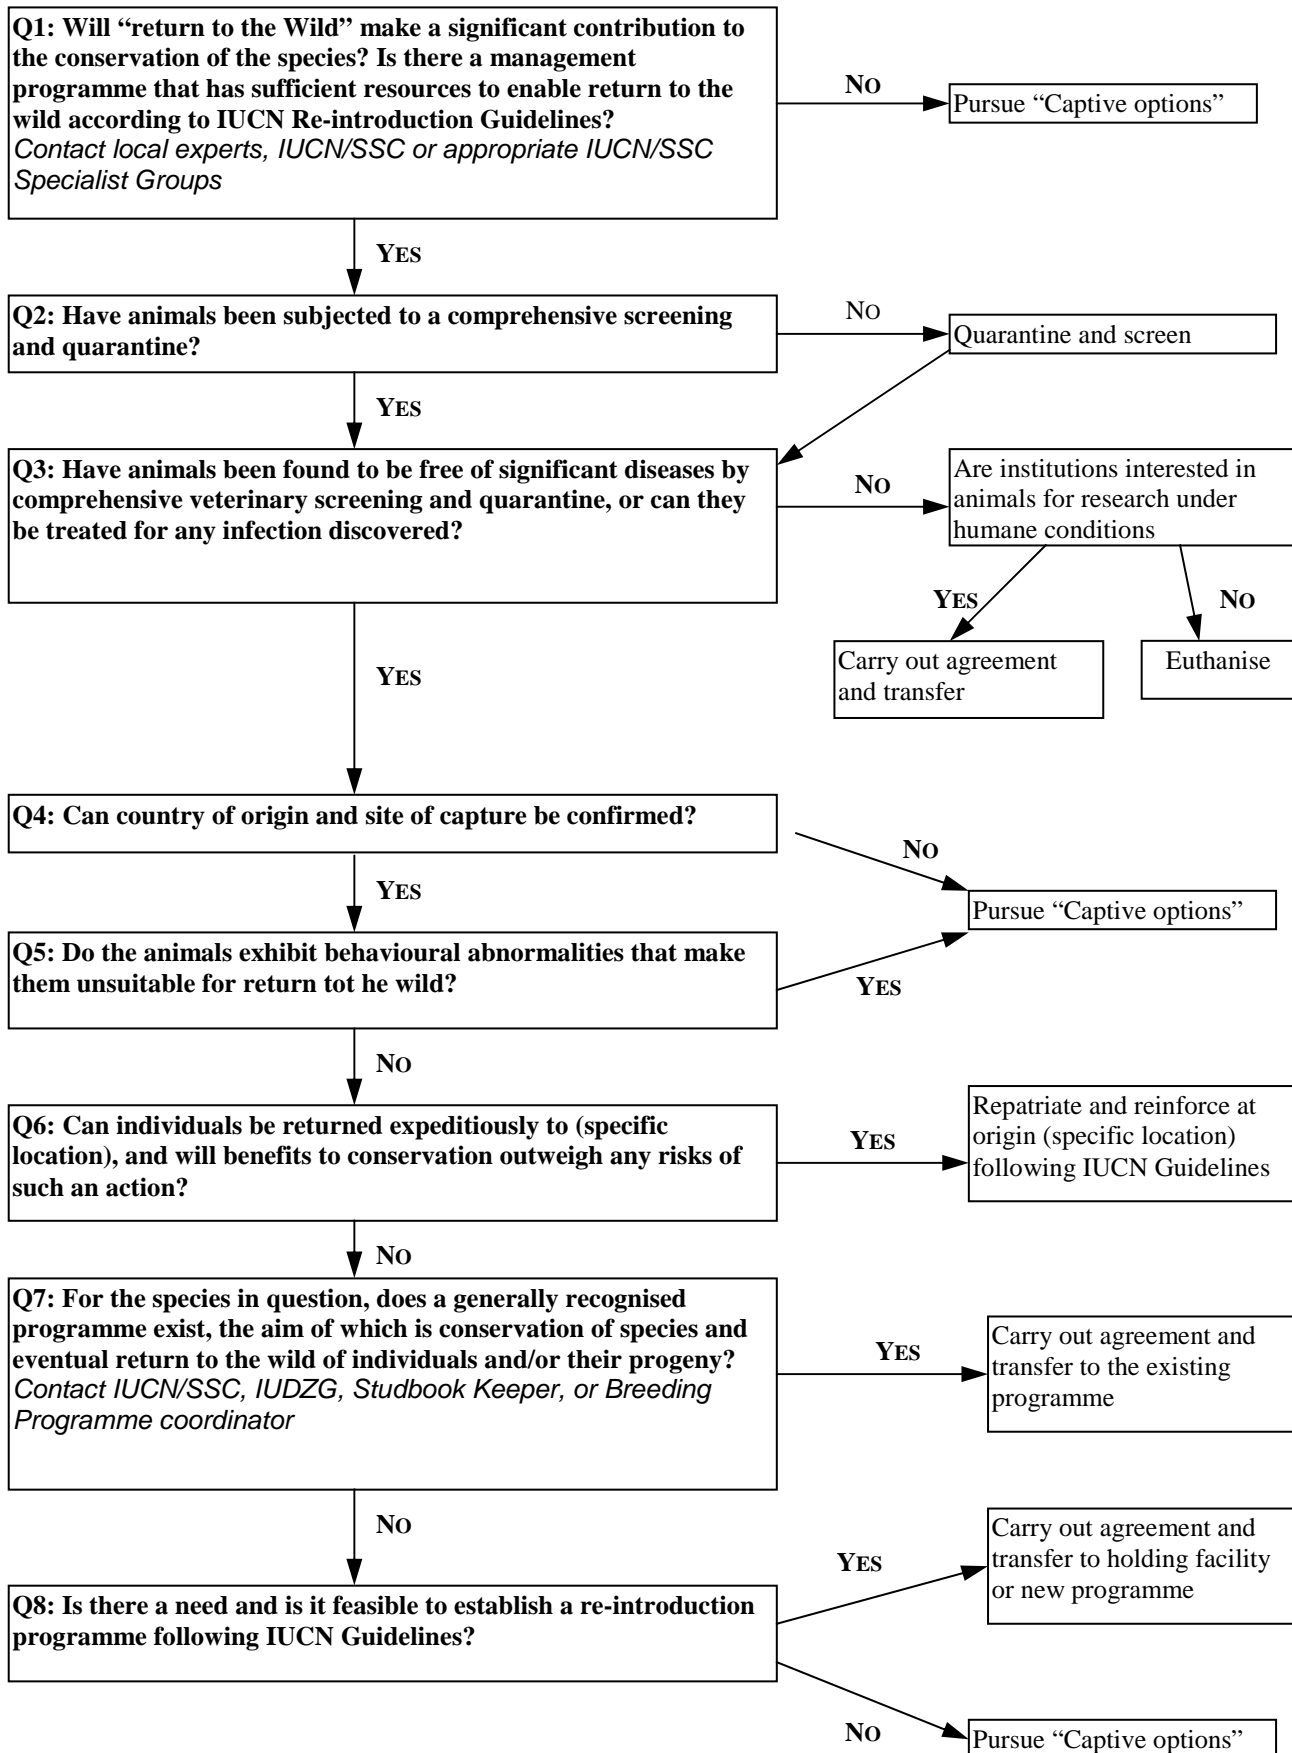 Q1: Will “return to the Wild” make a significant contribution to
the conservation of the species? Is there a management
programme that has sufficient resources to enable return to the
wild according to IUCN Re-introduction Guidelines?
Contact local experts, IUCN/SSC or appropriate IUCN/SSC
Specialist Groups
NO
Pursue “Captive options”
YES
Q2: Have animals been subjected to a comprehensive screening
and quarantine?
NO
Quarantine and screen
YES
Q3: Have animals been found to be free of significant diseases by
comprehensive veterinary screening and quarantine, or can they
be treated for any infection discovered?
NO
Are institutions interested in
animals for research under
humane conditions
YES
NO
Carry out agreement
and transfer
Euthanise
YES
Q4: Can country of origin and site of capture be confirmed?
NO
Pursue “Captive options”
YES
Q5: Do the animals exhibit behavioural abnormalities that make
them unsuitable for return tot he wild?
YES
NO
Q6: Can individuals be returned expeditiously to (specific
location), and will benefits to conservation outweigh any risks of
such an action?
YES
Repatriate and reinforce at
origin (specific location)
following IUCN Guidelines
NO
Q7: For the species in question, does a generally recognised
programme exist, the aim of which is conservation of species and
eventual return to the wild of individuals and/or their progeny?
Contact IUCN/SSC, IUDZG, Studbook Keeper, or Breeding
Programme coordinator
YES
Carry out agreement and
transfer to the existing
programme
NO
Q8: Is there a need and is it feasible to establish a re-introduction
programme following IUCN Guidelines?
YES
Carry out agreement and
transfer to holding facility
or new programme
NO
Pursue “Captive options”